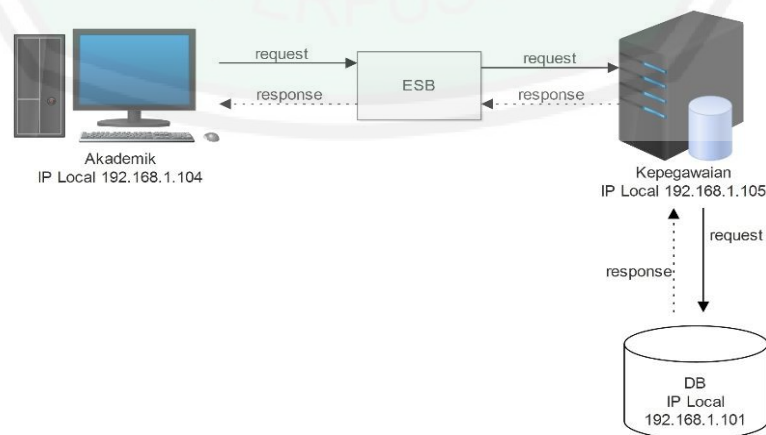 request
response
ESB
request
response
Akademik
IP Local 192.168.1.104
Kepegawaian
IP Local 192.168.1.105
request
response
DB
IP Local
192.168.1.101